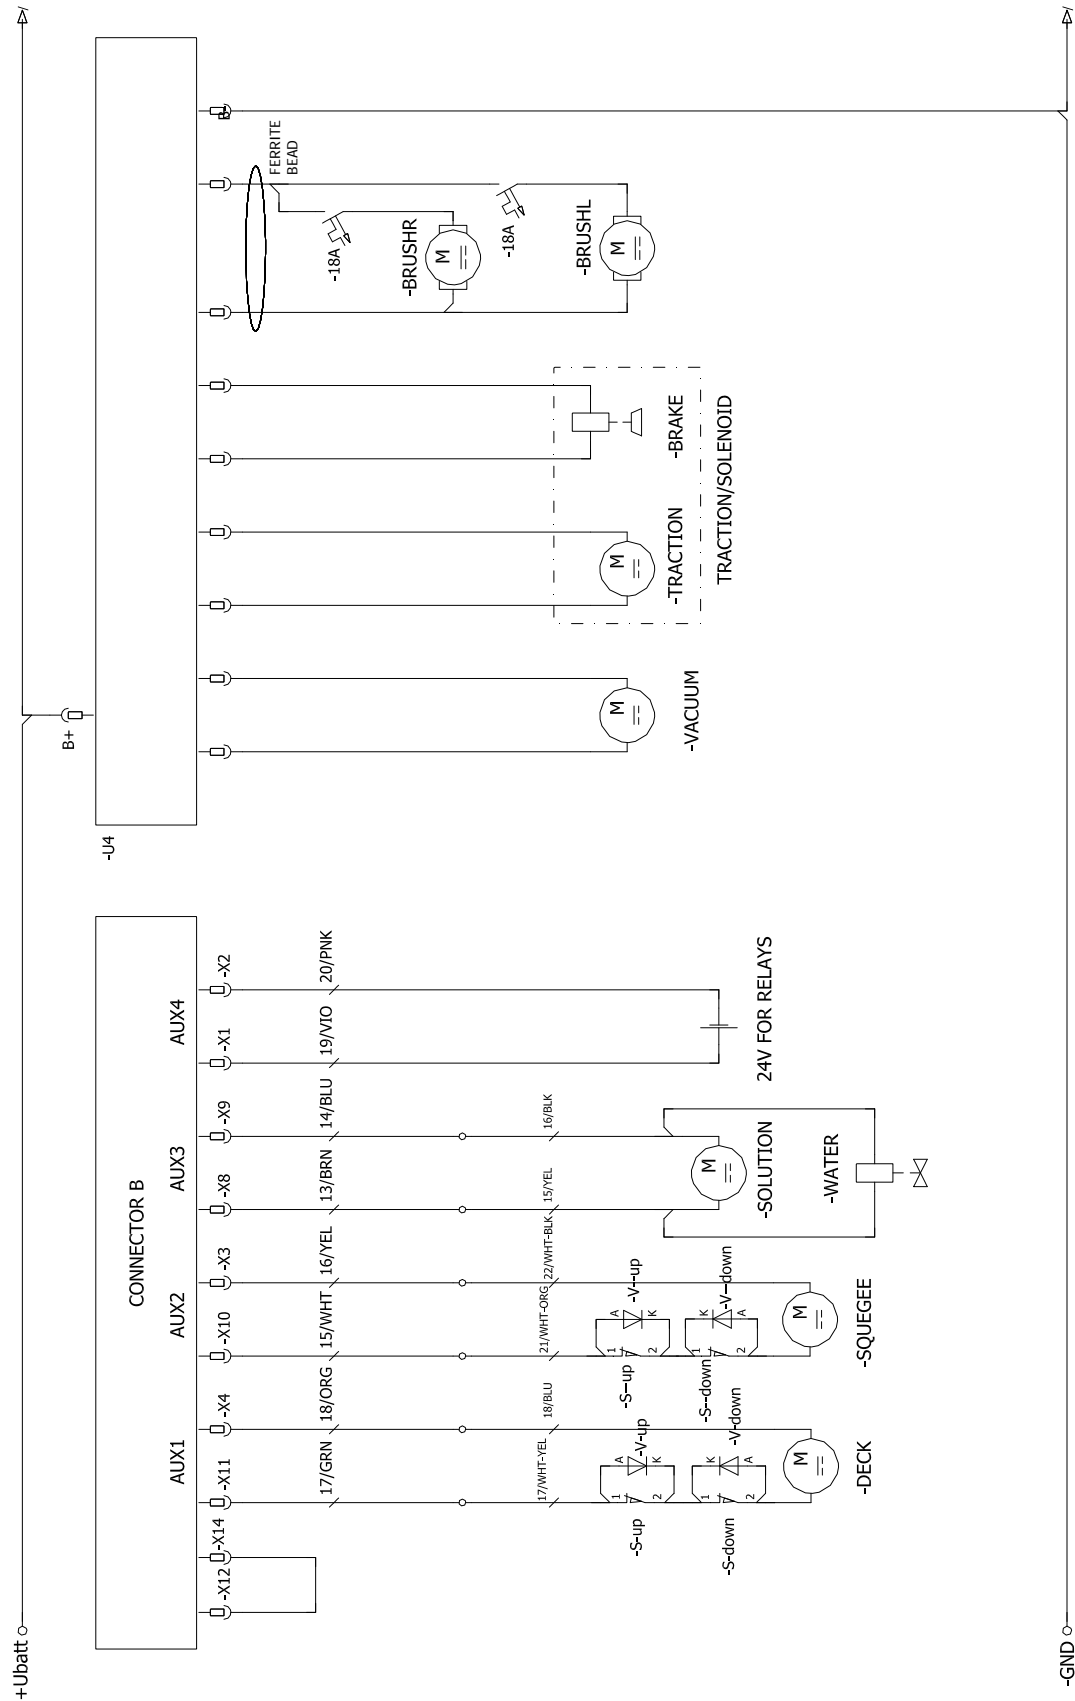 +Ubatt
-GND
CONNECTOR B
AUX1
AUX2
AUX3
AUX4
-X12
-X14
-X11
-X4
-X10
-X3
-X8
-X9
-X1
-X2
17/GRN
18/ORG
15/WHT
16/YEL
13/BRN
14/BLU
19/VIO
20/PNK
17/WHT-YEL
18/BLU
21/WHT-ORG
22/WHT-BLK
15/YEL
16/BLK
-S-up
1
2
A
K
-V-up
-S-down
1
2
K
A
-V-down
M
-DECK
-S--up
1
2
A
K
-V--up
-S--down
1
2
K
A
-V--down
M
-SQUEGEE
M
-SOLUTION
-WATER
24V FOR RELAYS
-U4
B+
M
-VACUUM
M
-TRACTION
-BRAKE
TRACTION/SOLENOID
FERRITE
BEAD
-18A
-BRUSHR
M
-18A
-BRUSHL
M